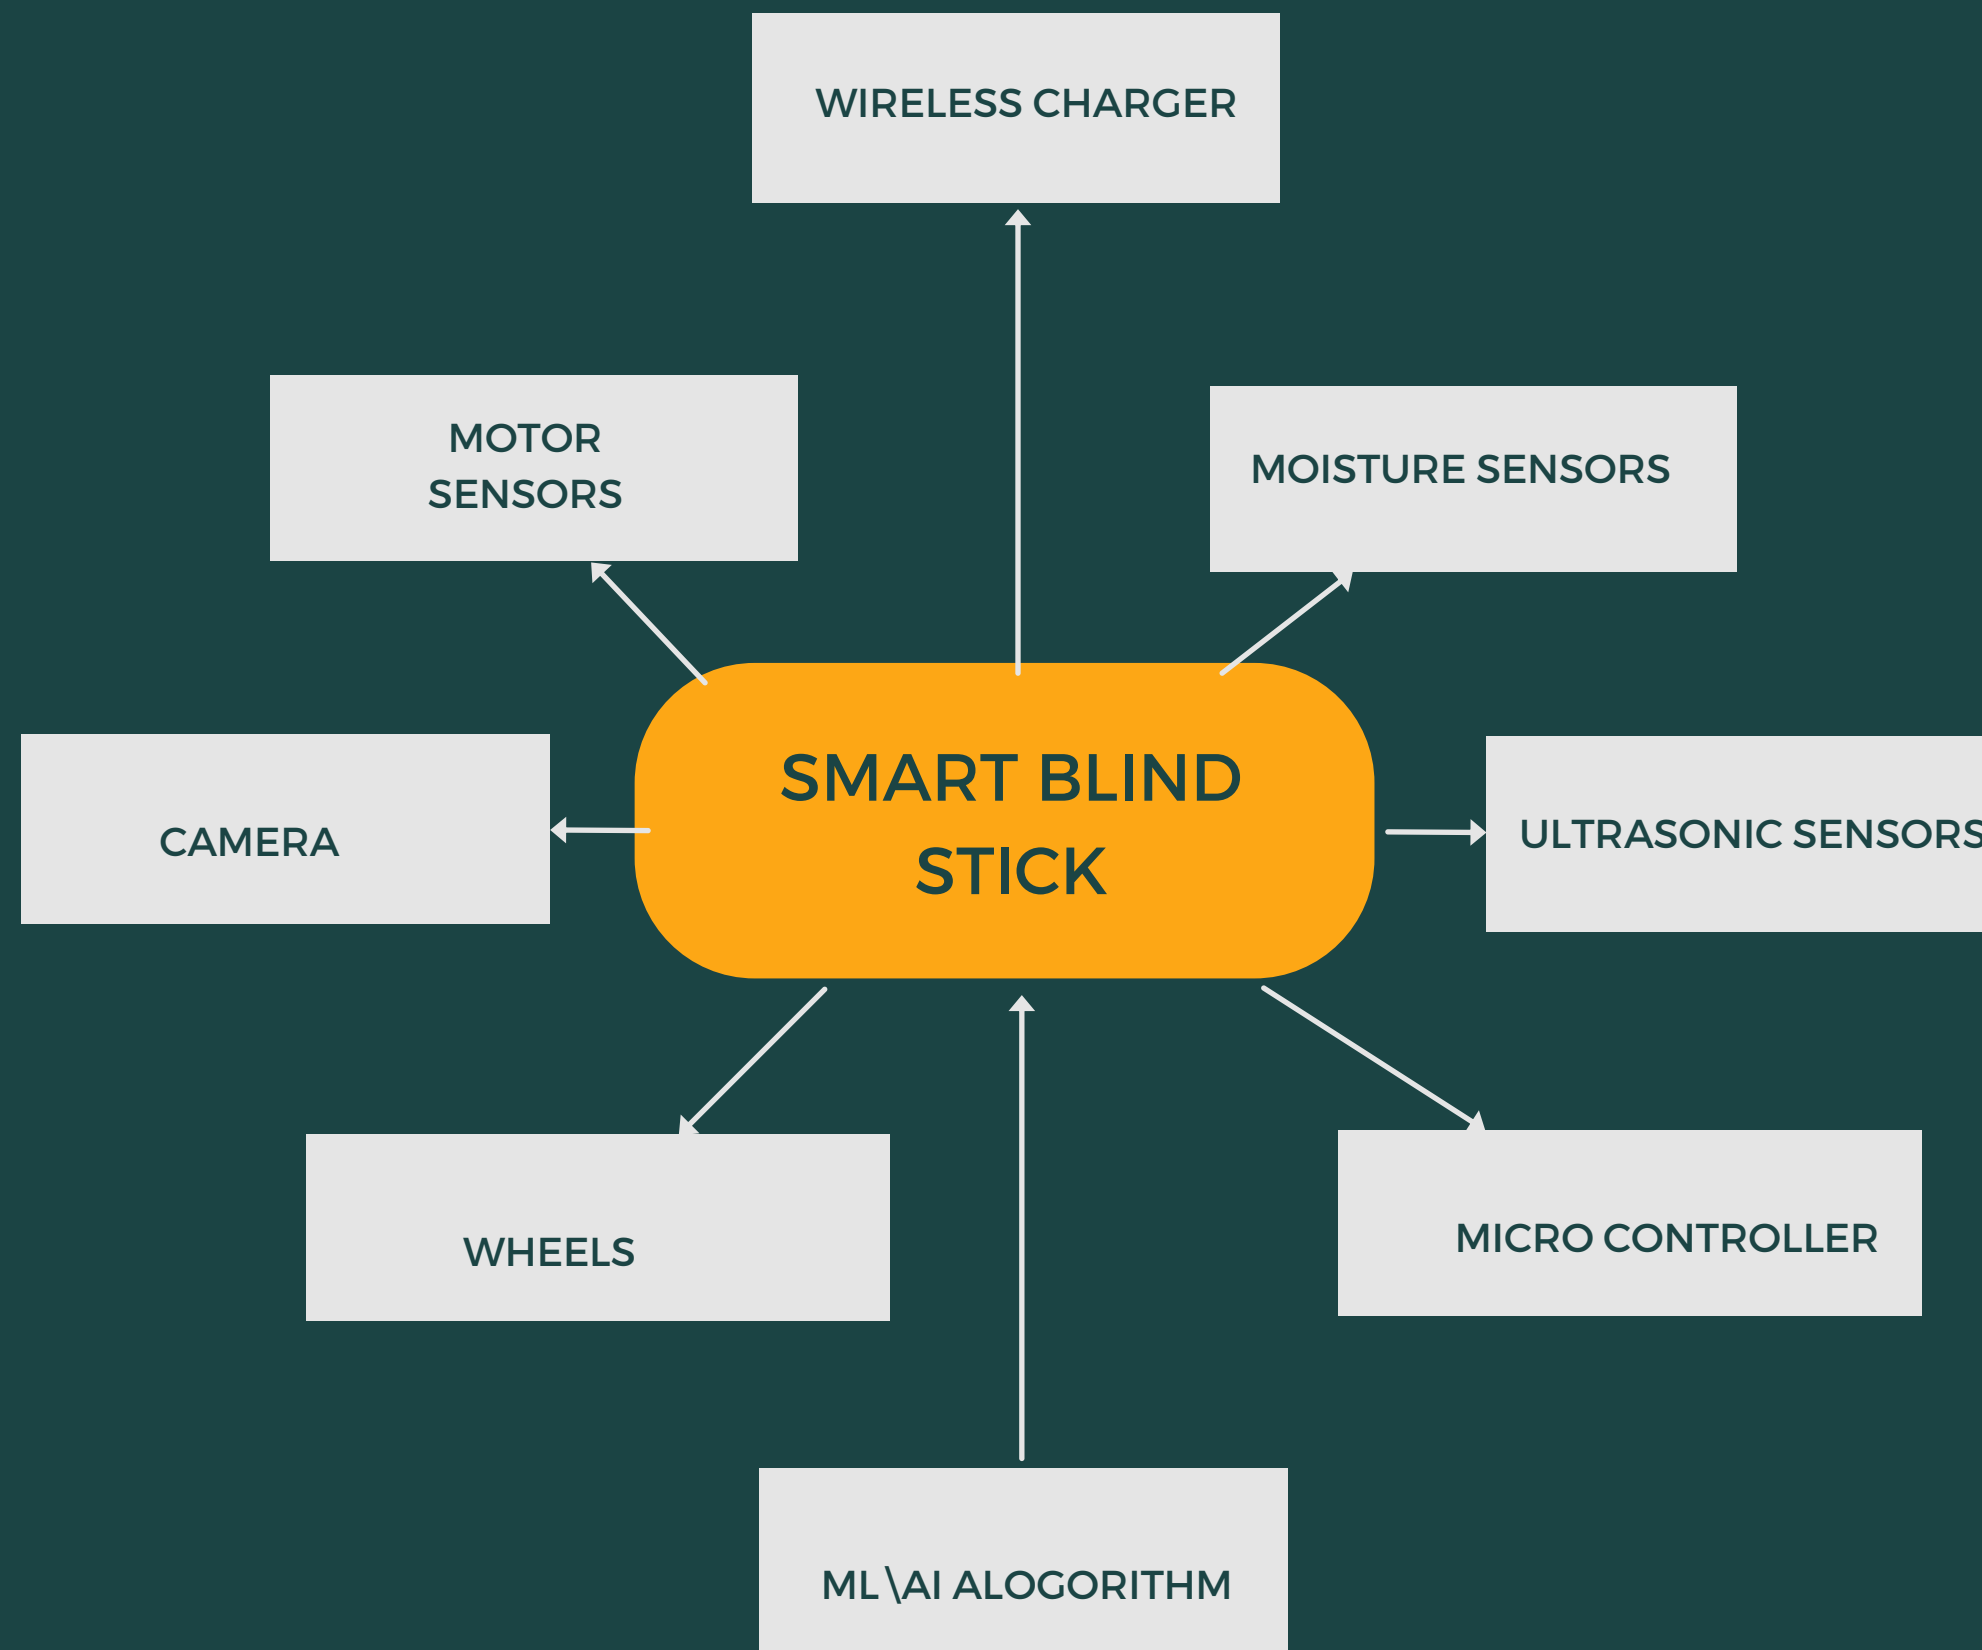 WIRELESS CHARGER
MOTOR
SENSORS
MOISTURE SENSORS
CAMERA
SMART BLIND
STICK
ULTRASONIC SENSORS
WHEELS
MICRO CONTROLLER
ML\AI ALOGORITHM